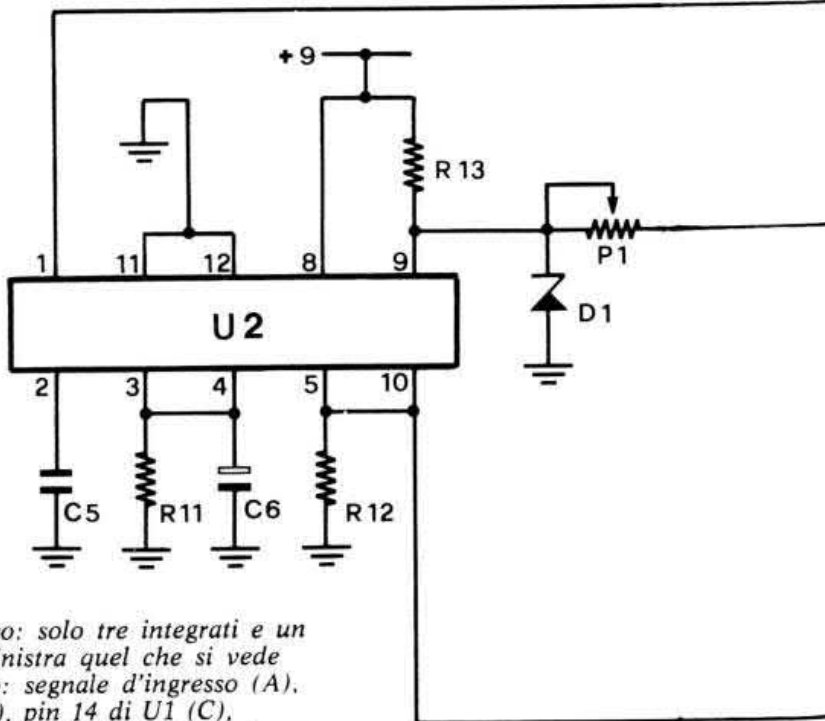 +9
R 13
1
11
12
8
9
P1
U2
D1
2
3
4
5
10
C5
R11
C6
R12
solo tre integrati e un
quel che si vede
segnale d'ingresso (A),
pin 14 di U1 (C),